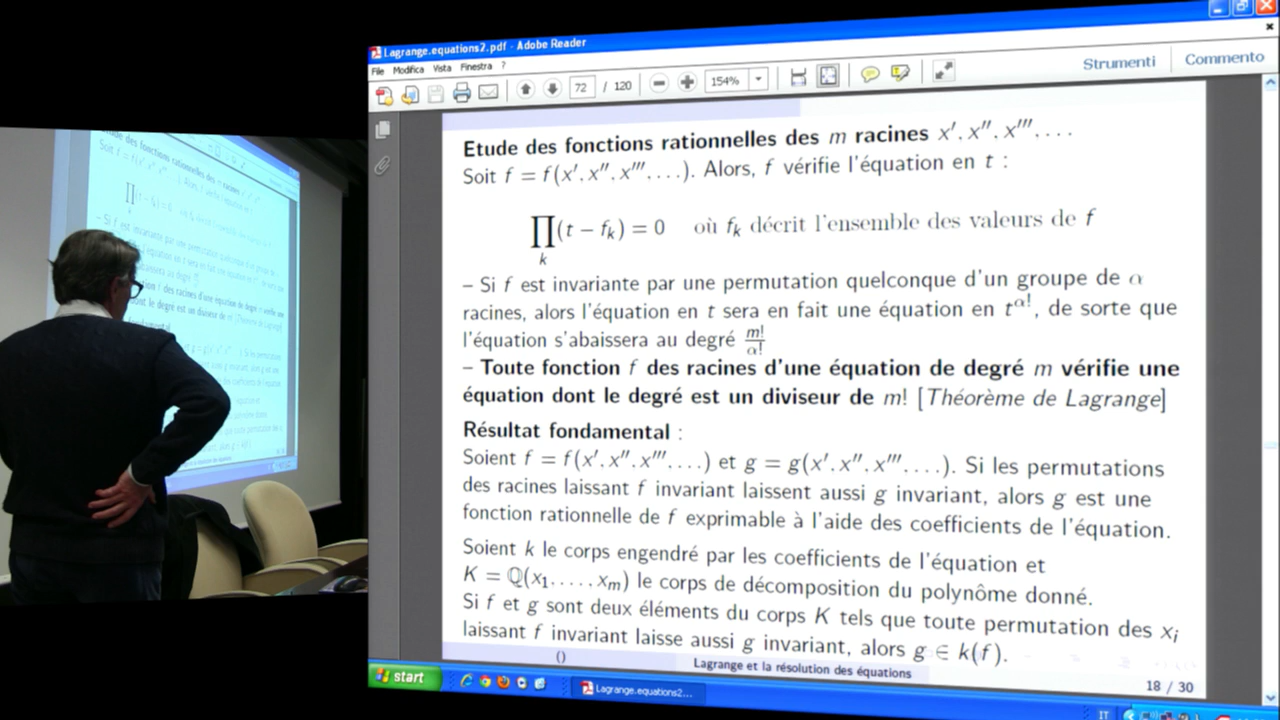 Lagrange.equations2.pdf - Adobe Reader
File Modifica Vista Finestra ?
72 / 120 154% Strumenti Commento
Etude des fonctions rationnelles des m racines x′, x″, x‴, . . .
Soit f = f(x′, x″, x‴, . . .). Alors, f vérifie l'équation en t :
∏(t − fₖ) = 0 où fₖ décrit l'ensemble des valeurs de f
k
– Si f est invariante par une permutation quelconque d'un groupe de α
racines, alors l'équation en t sera en fait une équation en t^α!, de sorte que
l'équation s'abaissera au degré m!/α!
– Toute fonction f des racines d'une équation de degré m vérifie une
équation dont le degré est un diviseur de m! [Théorème de Lagrange]
Résultat fondamental :
Soient f = f(x′, x″, x‴, . . .) et g = g(x′, x″, x‴, . . .). Si les permutations
des racines laissant f invariant laissent aussi g invariant, alors g est une
fonction rationnelle de f exprimable à l'aide des coefficients de l'équation.
Soient k le corps engendré par les coefficients de l'équation et
K = ℚ(x₁, . . . , xₘ) le corps de décomposition du polynôme donné.
Si f et g sont deux éléments du corps K tels que toute permutation des xᵢ
laissant f invariant laisse aussi g invariant, alors g ∈ k(f).
() Lagrange et la résolution des équations 18 / 30
start Lagrange.equations2... IT